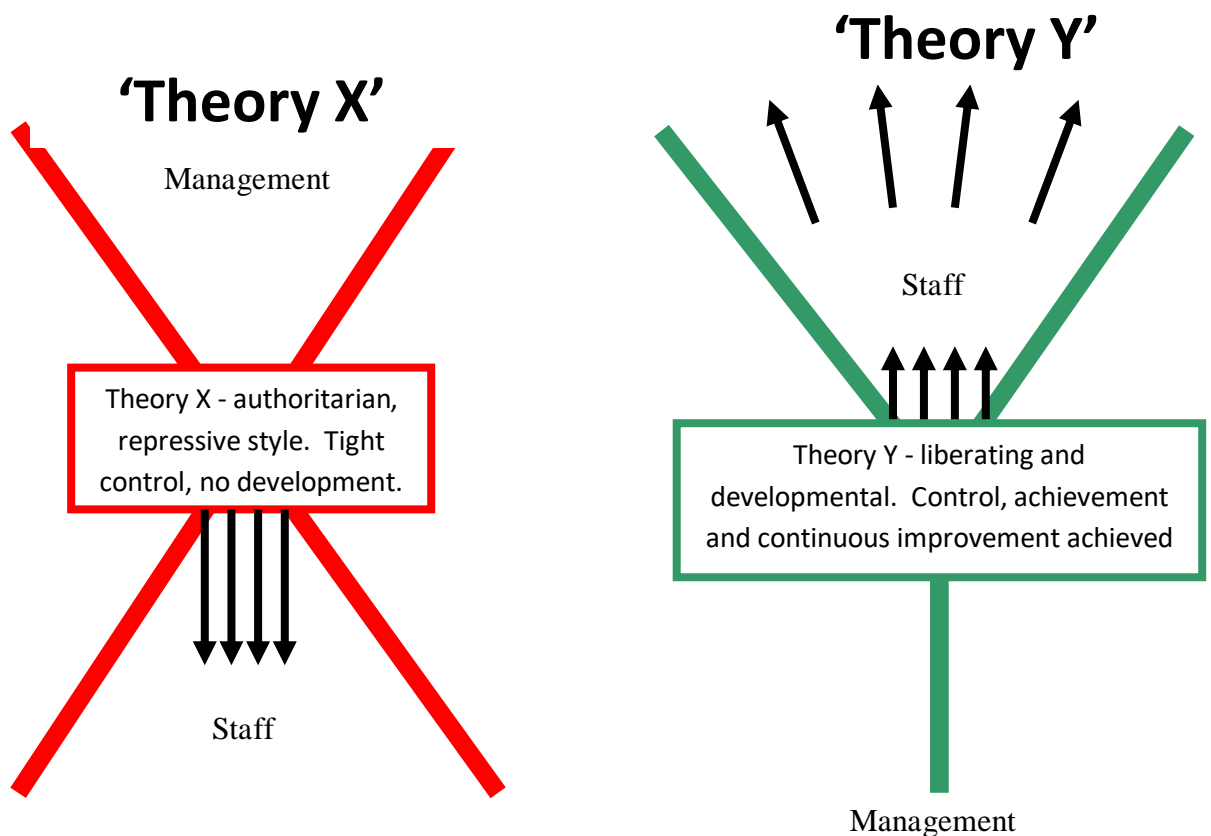 ‘Theory X’
Management
Theory X - authoritarian,
repressive style.  Tight
control, no development.
Staff
‘Theory Y’
Staff
Theory Y - liberating and
developmental.  Control, achievement
and continuous improvement achieved
Management